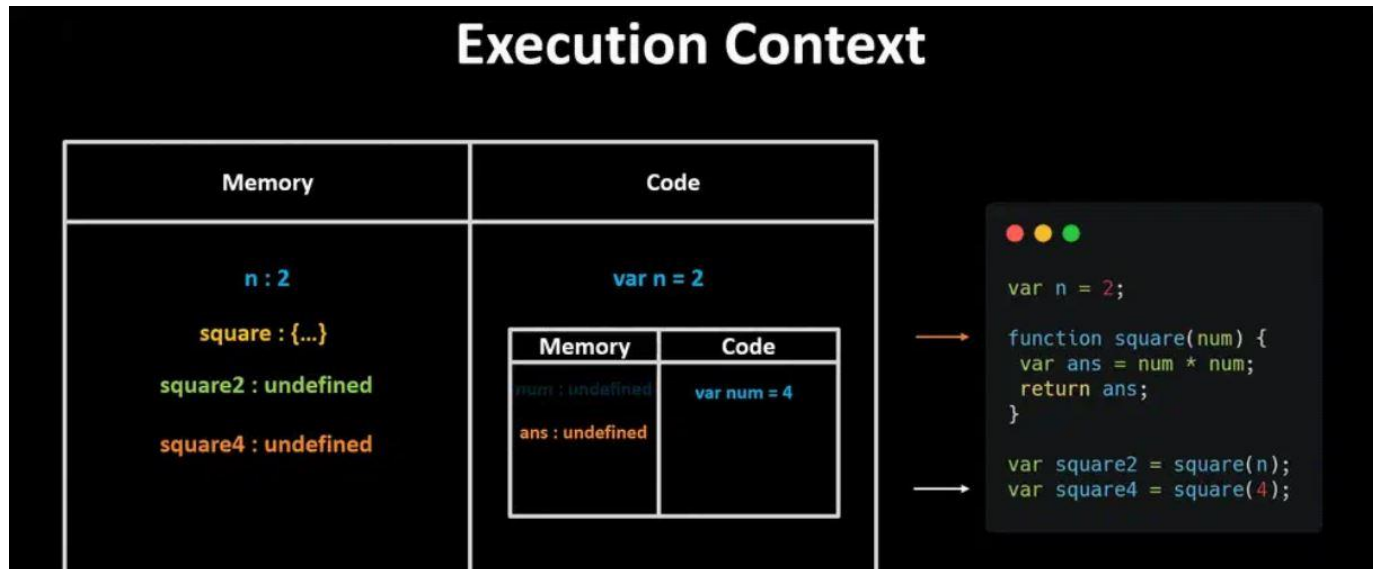 Execution Context
Memory
Code
n : 2
var n = 2
square : {...}
square2 : undefined
square4 : undefined
Memory
Code
num : undefined
var num = 4
ans : undefined
var n = 2;
function square(num) {
var ans = num * num;
return ans;
}
var square2 = square(n);
var square4 = square(4);